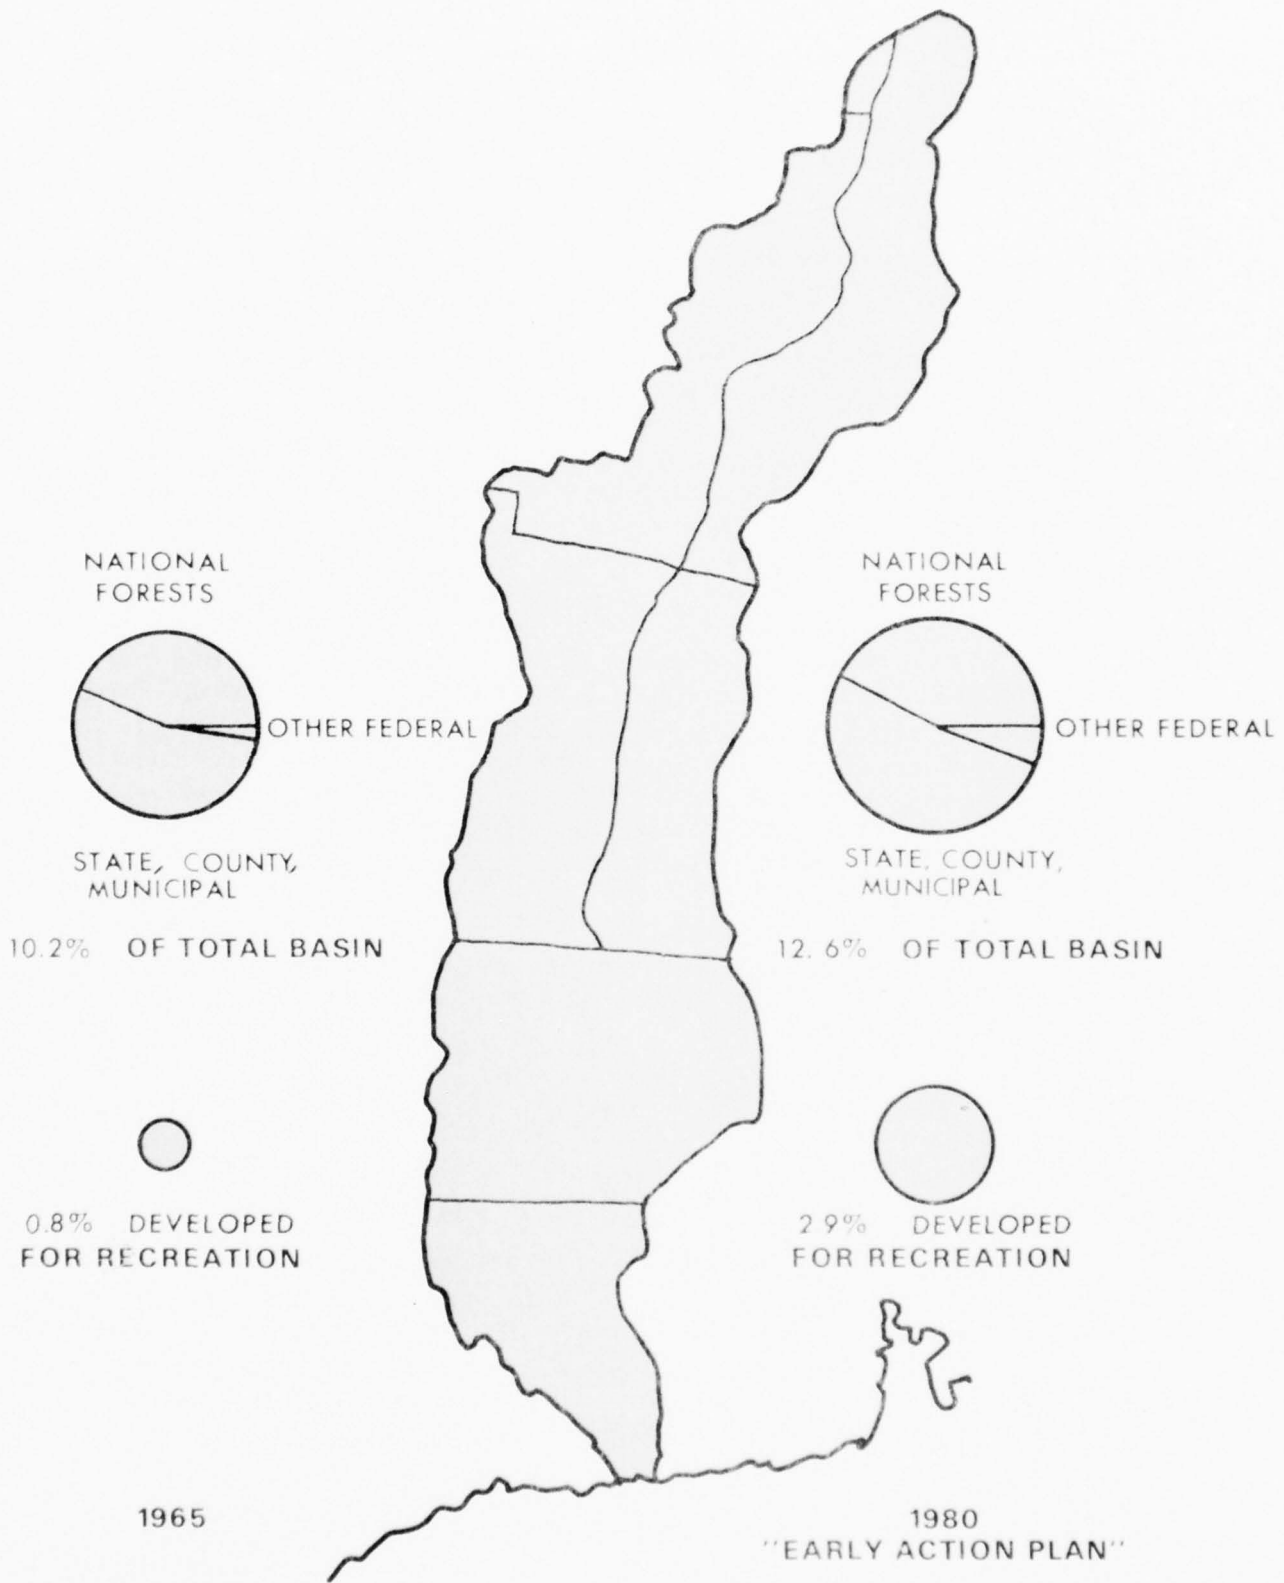 NATIONAL
FORESTS
OTHER FEDERAL
STATE, COUNTY,
MUNICIPAL
10.2% OF TOTAL BASIN
0.8% DEVELOPED
FOR RECREATION
1965
NATIONAL
FORESTS
OTHER FEDERAL
STATE, COUNTY,
MUNICIPAL
12.6% OF TOTAL BASIN
2.9% DEVELOPED
FOR RECREATION
1980
"EARLY ACTION PLAN"